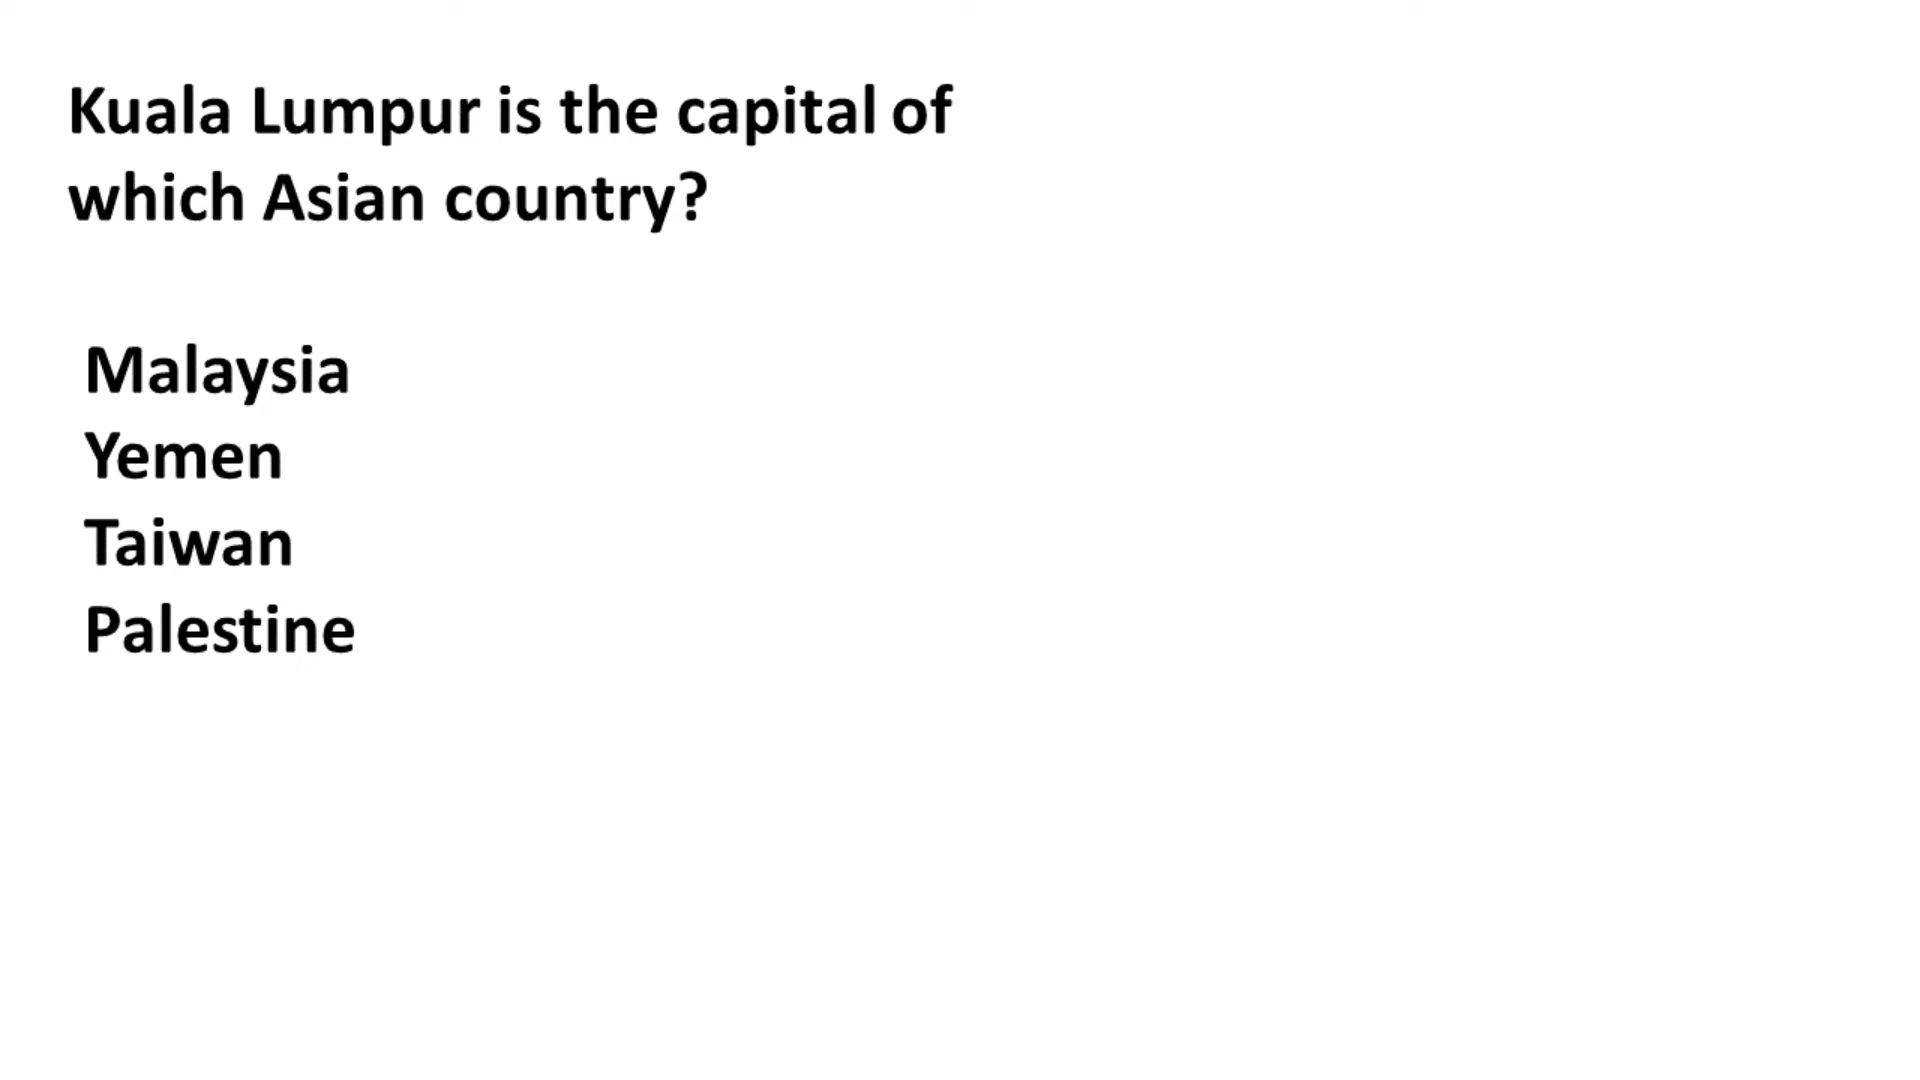 Kuala Lumpur is the capital of
which Asian country?
Malaysia
Yemen
Taiwan
Palestine